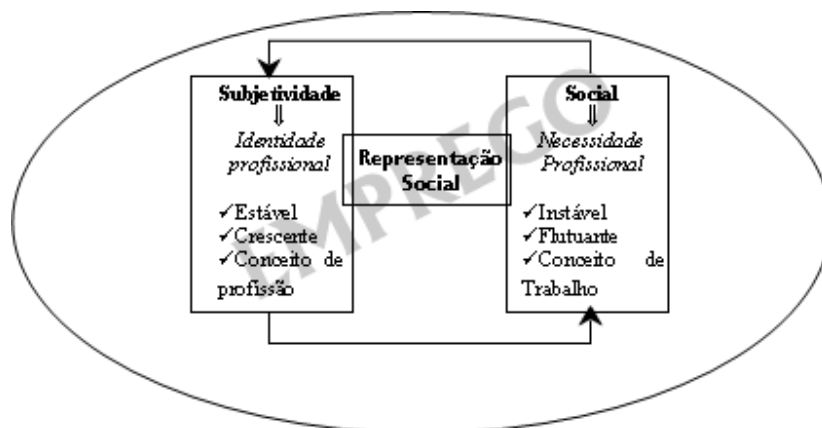 Subjetividade
⇓
Identidade
profissional
✓Estável
✓Crescente
✓Conceito de
profissão
Representação
Social
Social
⇓
Necessidade
Profissional
✓Instável
✓Flutuante
✓Conceito de
Trabalho
EMPREGO